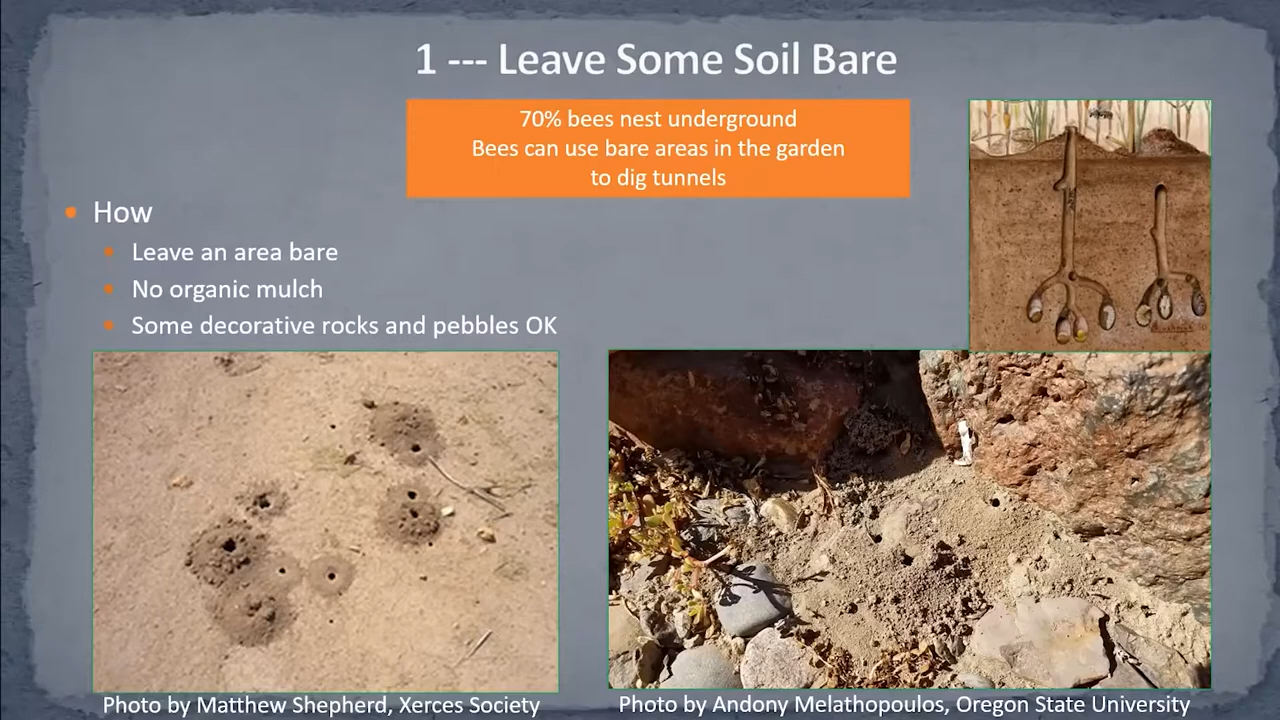 1 --- Leave Some Soil Bare
70% bees nest underground
Bees can use bare areas in the garden
to dig tunnels
How
Leave an area bare
No organic mulch
Some decorative rocks and pebbles OK
Photo by Matthew Shepherd, Xerces Society
Photo by Andony Melathopoulos, Oregon State University